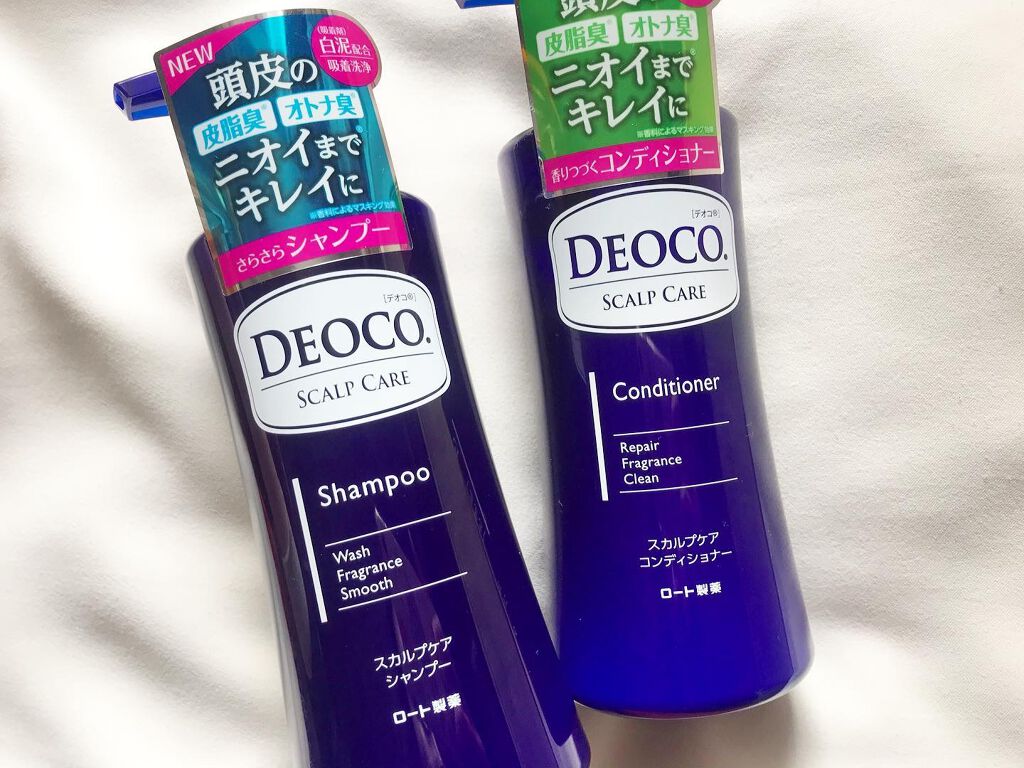 NEW
(吸着剤)
白泥配合
吸着洗浄
頭皮の
皮脂臭® オトナ臭®
ニオイまで※
キレイに
※香料によるマスキング効果
さらさらシャンプー
[デオコ®]
DEOCO.
SCALP CARE
Shampoo
Wash
Fragrance
Smooth
スカルプケア
シャンプー
ロート製薬
頭皮の
皮脂臭® オトナ臭®
ニオイまで※
キレイに
※香料によるマスキング効果
香りつづくコンディショナー
[デオコ®]
DEOCO.
SCALP CARE
Conditioner
Repair
Fragrance
Clean
スカルプケア
コンディショナー
ロート製薬